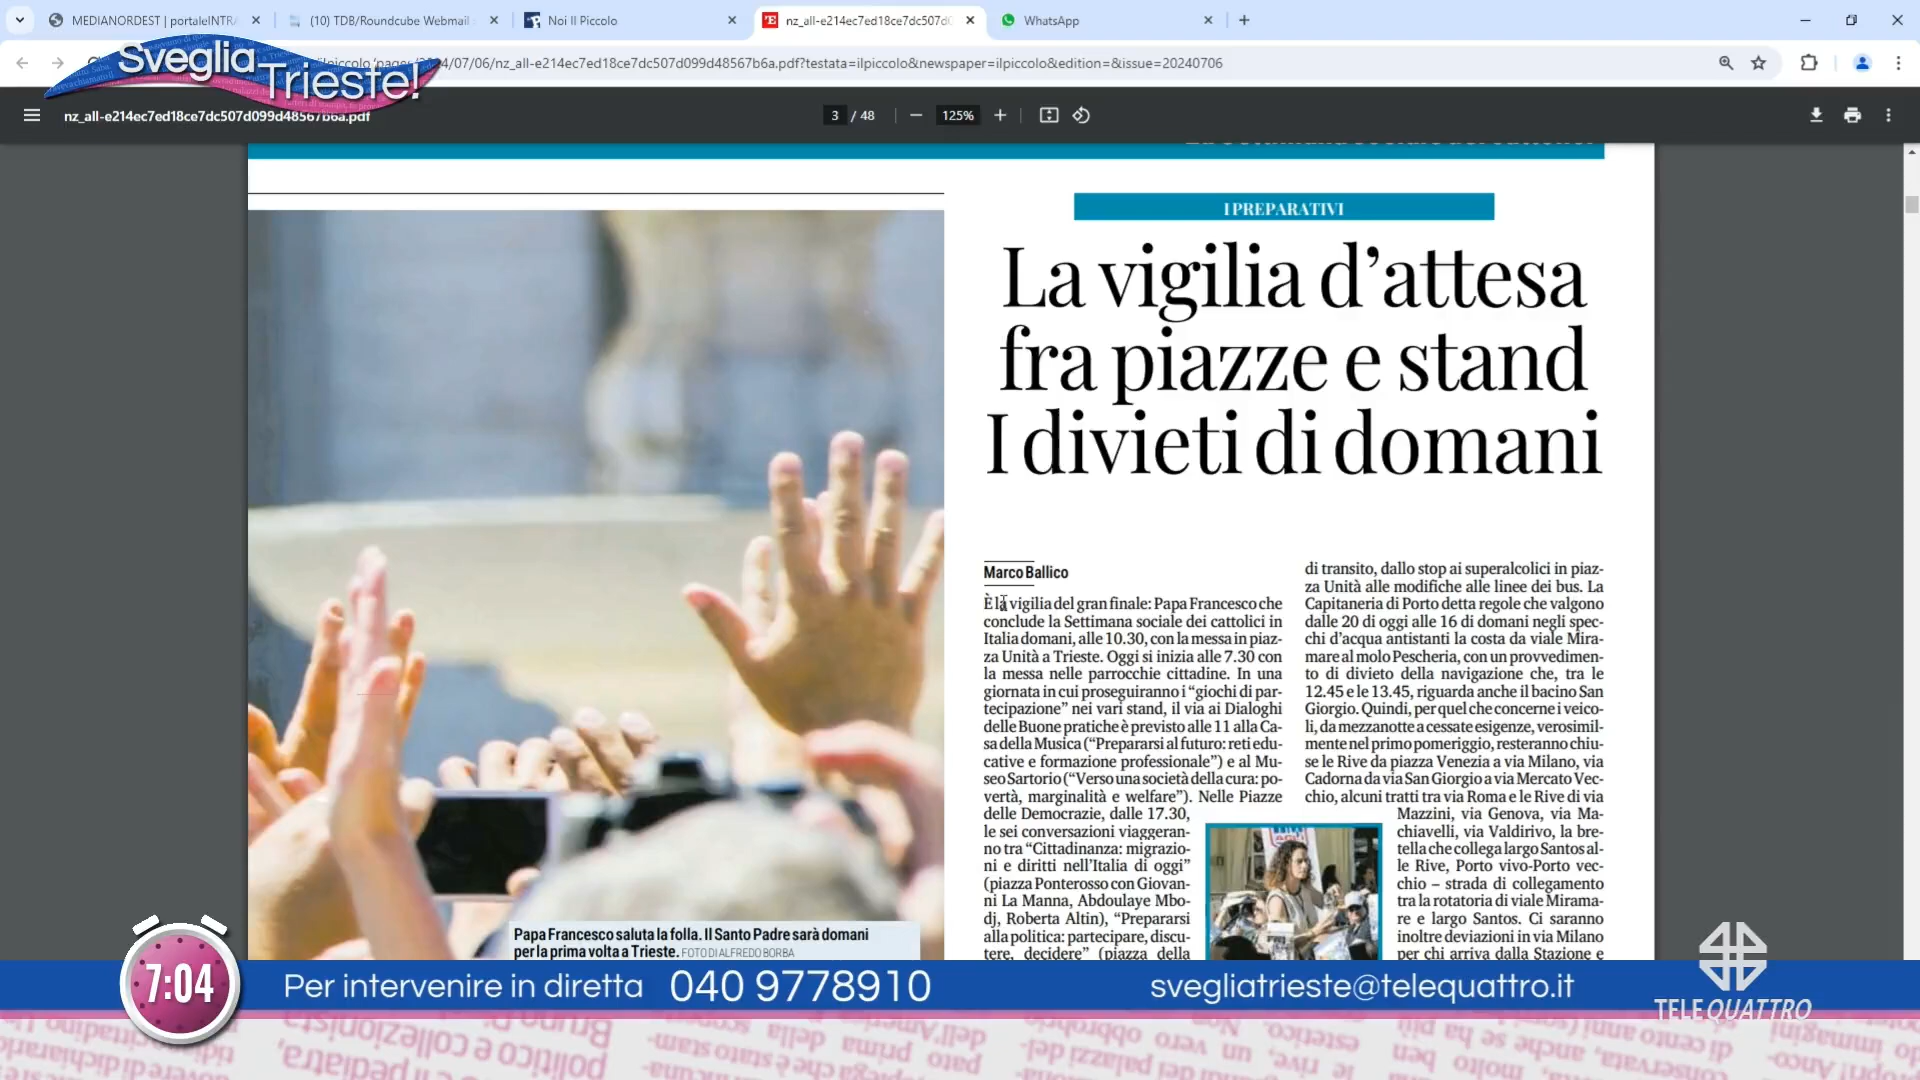 MEDIANORDEST | portaleINTRA
(10) TDB/Roundcube Webmail
Noi Il Piccolo
nz_all-e214ec7ed18ce7dc507d0
WhatsApp
Sveglia
Trieste!
/07/06/nz_all-e214ec7ed18ce7dc507d099d48567b6a.pdf?testata=ilpiccolo&newspaper=ilpiccolo&edition=&issue=20240706
nz_all-e214ec7ed18ce7dc507d099d48567b6a.pdf
3 / 48
125%
I PREPARATIVI
La vigilia d’attesa
fra piazze e stand
I divieti di domani
Marco Ballico
È la vigilia del gran finale: Papa Francesco che
conclude la Settimana sociale dei cattolici in
Italia domani, alle 10.30, con la messa in piaz-
za Unità a Trieste. Oggi si inizia alle 7.30 con
la messa nelle parrocchie cittadine. In una
giornata in cui proseguiranno i “giochi di par-
tecipazione” nei vari stand, il via ai Dialoghi
delle Buone pratiche è previsto alle 11 alla Ca-
sa della Musica (“Prepararsi al futuro: reti edu-
cative e formazione professionale”) e al Mu-
seo Sartorio (“Verso una società della cura: po-
vertà, marginalità e welfare”). Nelle Piazze
delle Democrazie, dalle 17.30,
le sei conversazioni viaggeran-
no tra “Cittadinanza: migrazio-
ni e diritti nell’Italia di oggi”
(piazza Ponterosso con Giovan-
ni La Manna, Abdoulaye Mbo-
dj, Roberta Altin), “Prepararsi
alla politica: partecipare, discu-
tere, decidere” (piazza della
di transito, dallo stop ai superalcolici in piaz-
za Unità alle modifiche alle linee dei bus. La
Capitaneria di Porto detta regole che valgono
dalle 20 di oggi alle 16 di domani negli spec-
chi d’acqua antistanti la costa da viale Mira-
mare al molo Pescheria, con un provvedimen-
to di divieto della navigazione che, tra le
12.45 e le 13.45, riguarda anche il bacino San
Giorgio. Quindi, per quel che concerne i veico-
li, da mezzanotte a cessate esigenze, verosimil-
mente nel primo pomeriggio, resteranno chiu-
se le Rive da piazza Venezia a via Milano, via
Cadorna da via San Giorgio a via Mercato Vec-
chio, alcuni tratti tra via Roma e le Rive di via
Mazzini, via Genova, via Ma-
chiavelli, via Valdirivo, la bre-
tella che collega largo Santos al-
le Rive, Porto vivo-Porto vec-
chio – strada di collegamento
tra la rotatoria di viale Mirama-
re e largo Santos. Ci saranno
inoltre deviazioni in via Milano
per chi arriva dalla Stazione e
Papa Francesco saluta la folla. Il Santo Padre sarà domani
per la prima volta a Trieste. FOTO DI ALFREDO BORBA
7:04
Per intervenire in diretta 040 9778910
svegliatrieste@telequattro.it
TELEQUATTRO